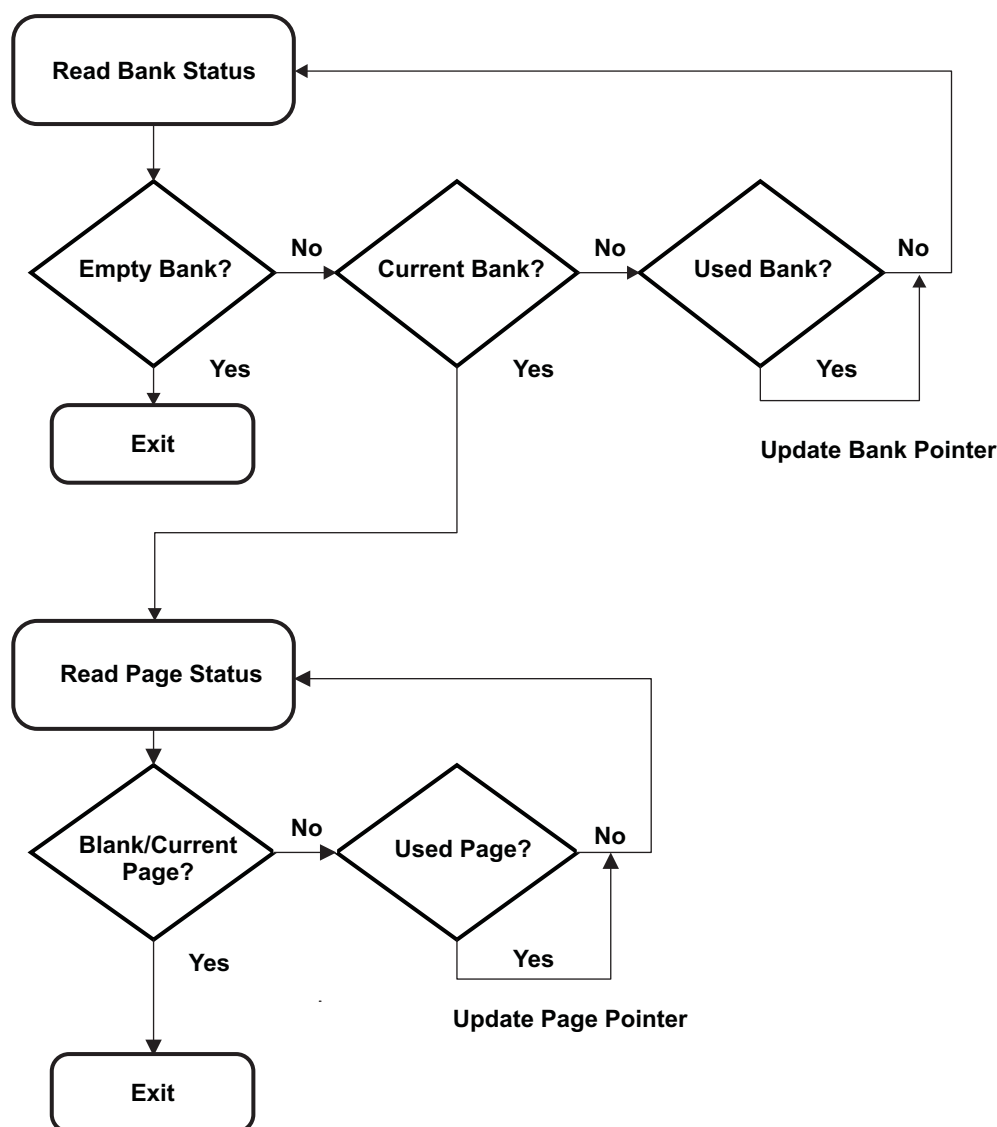 Read Bank Status
Empty Bank?
No
Current Bank?
No
Used Bank?
No
Yes
Yes
Yes
Exit
Update Bank Pointer
Read Page Status
Blank/Current
Page?
No
Used Page?
No
Yes
Yes
Update Page Pointer
Exit